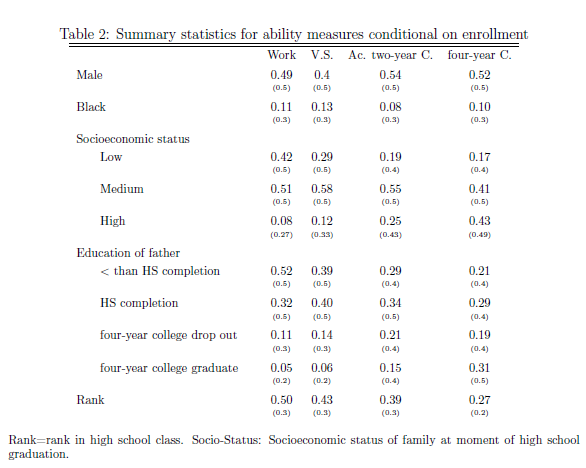 Table 2: Summary statistics for ability measures conditional on enrollment
Work V.S. Ac. two-year C. four-year C.
Male 0.49 0.4 0.54 0.52
(0.5) (0.5) (0.5) (0.5)
Black 0.11 0.13 0.08 0.10
(0.3) (0.3) (0.3) (0.3)
Socioeconomic status
Low 0.42 0.29 0.19 0.17
(0.5) (0.5) (0.4) (0.4)
Medium 0.51 0.58 0.55 0.41
(0.5) (0.5) (0.5) (0.5)
High 0.08 0.12 0.25 0.43
(0.27) (0.33) (0.43) (0.49)
Education of father
< than HS completion 0.52 0.39 0.29 0.21
(0.5) (0.5) (0.4) (0.4)
HS completion 0.32 0.40 0.34 0.29
(0.5) (0.5) (0.5) (0.4)
four-year college drop out 0.11 0.14 0.21 0.19
(0.3) (0.3) (0.4) (0.4)
four-year college graduate 0.05 0.06 0.15 0.31
(0.2) (0.2) (0.4) (0.5)
Rank 0.50 0.43 0.39 0.27
(0.3) (0.3) (0.3) (0.2)
Rank=rank in high school class. Socio-Status: Socioeconomic status of family at moment of high school
graduation.